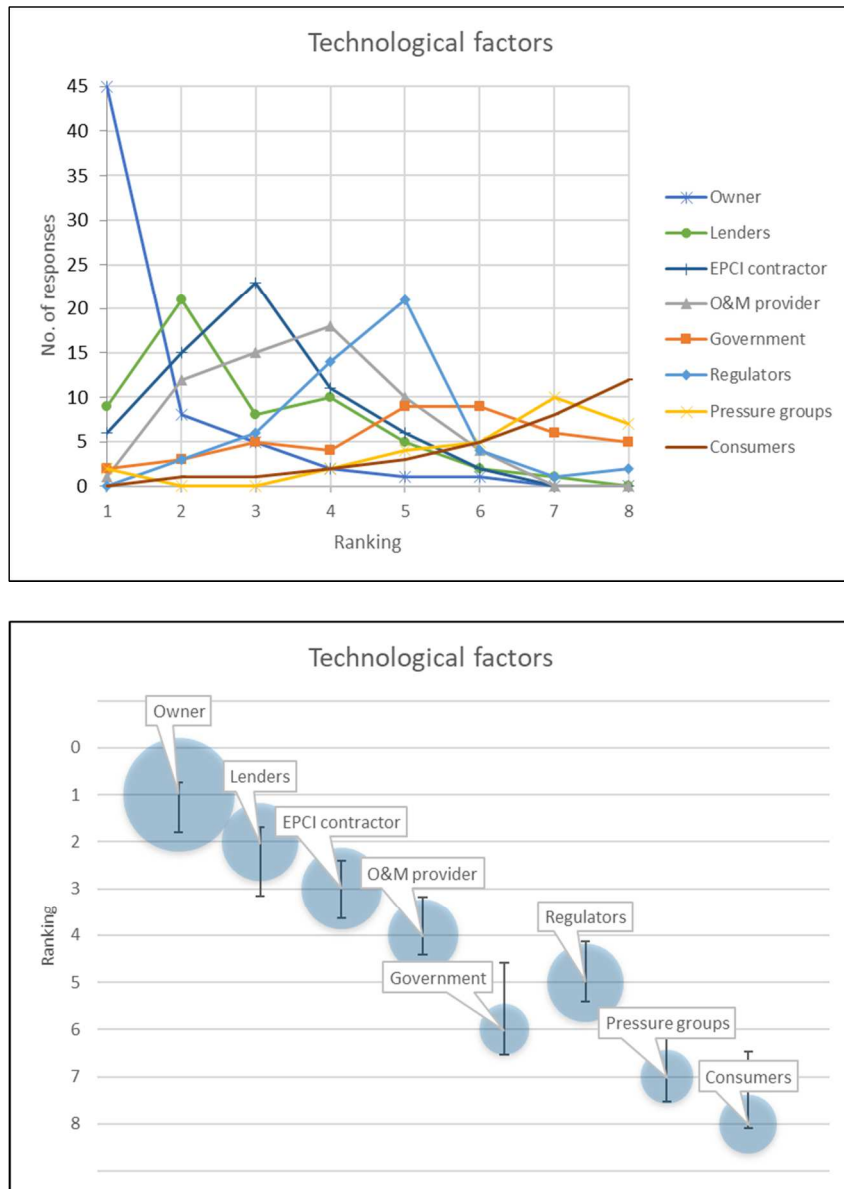 Technological factors
45
40
35
30
25
20
15
10
5
0
No. of responses
1 2 3 4 5 6 7 8
Ranking
Owner
Lenders
EPCI contractor
O&M provider
Government
Regulators
Pressure groups
Consumers
Technological factors
0
1
2
3
4
5
6
7
8
Ranking
Owner
Lenders
EPCI contractor
O&M provider
Government
Regulators
Pressure groups
Consumers